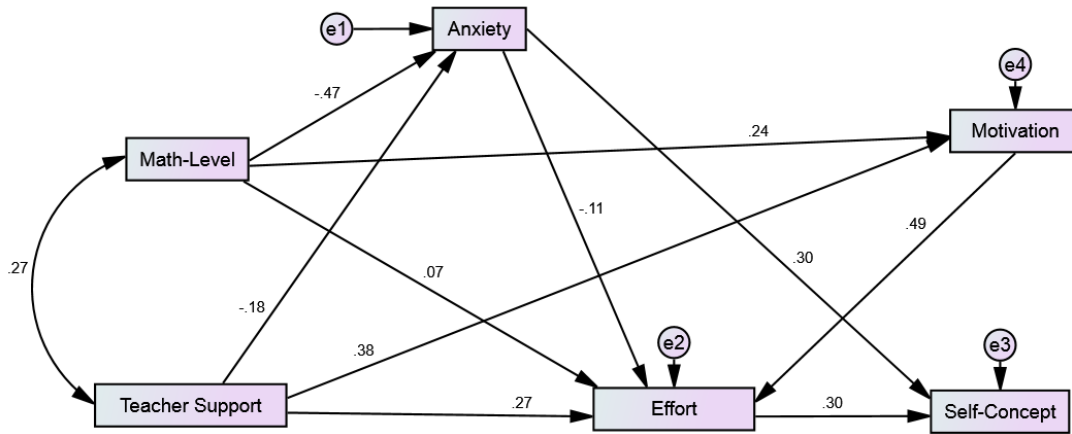 e1
Anxiety
e4
-.47
Motivation
.24
Math-Level
-.11
.49
.27
.07
.30
-.18
.38
e2
e3
Teacher Support
.27
Effort
.30
Self-Concept